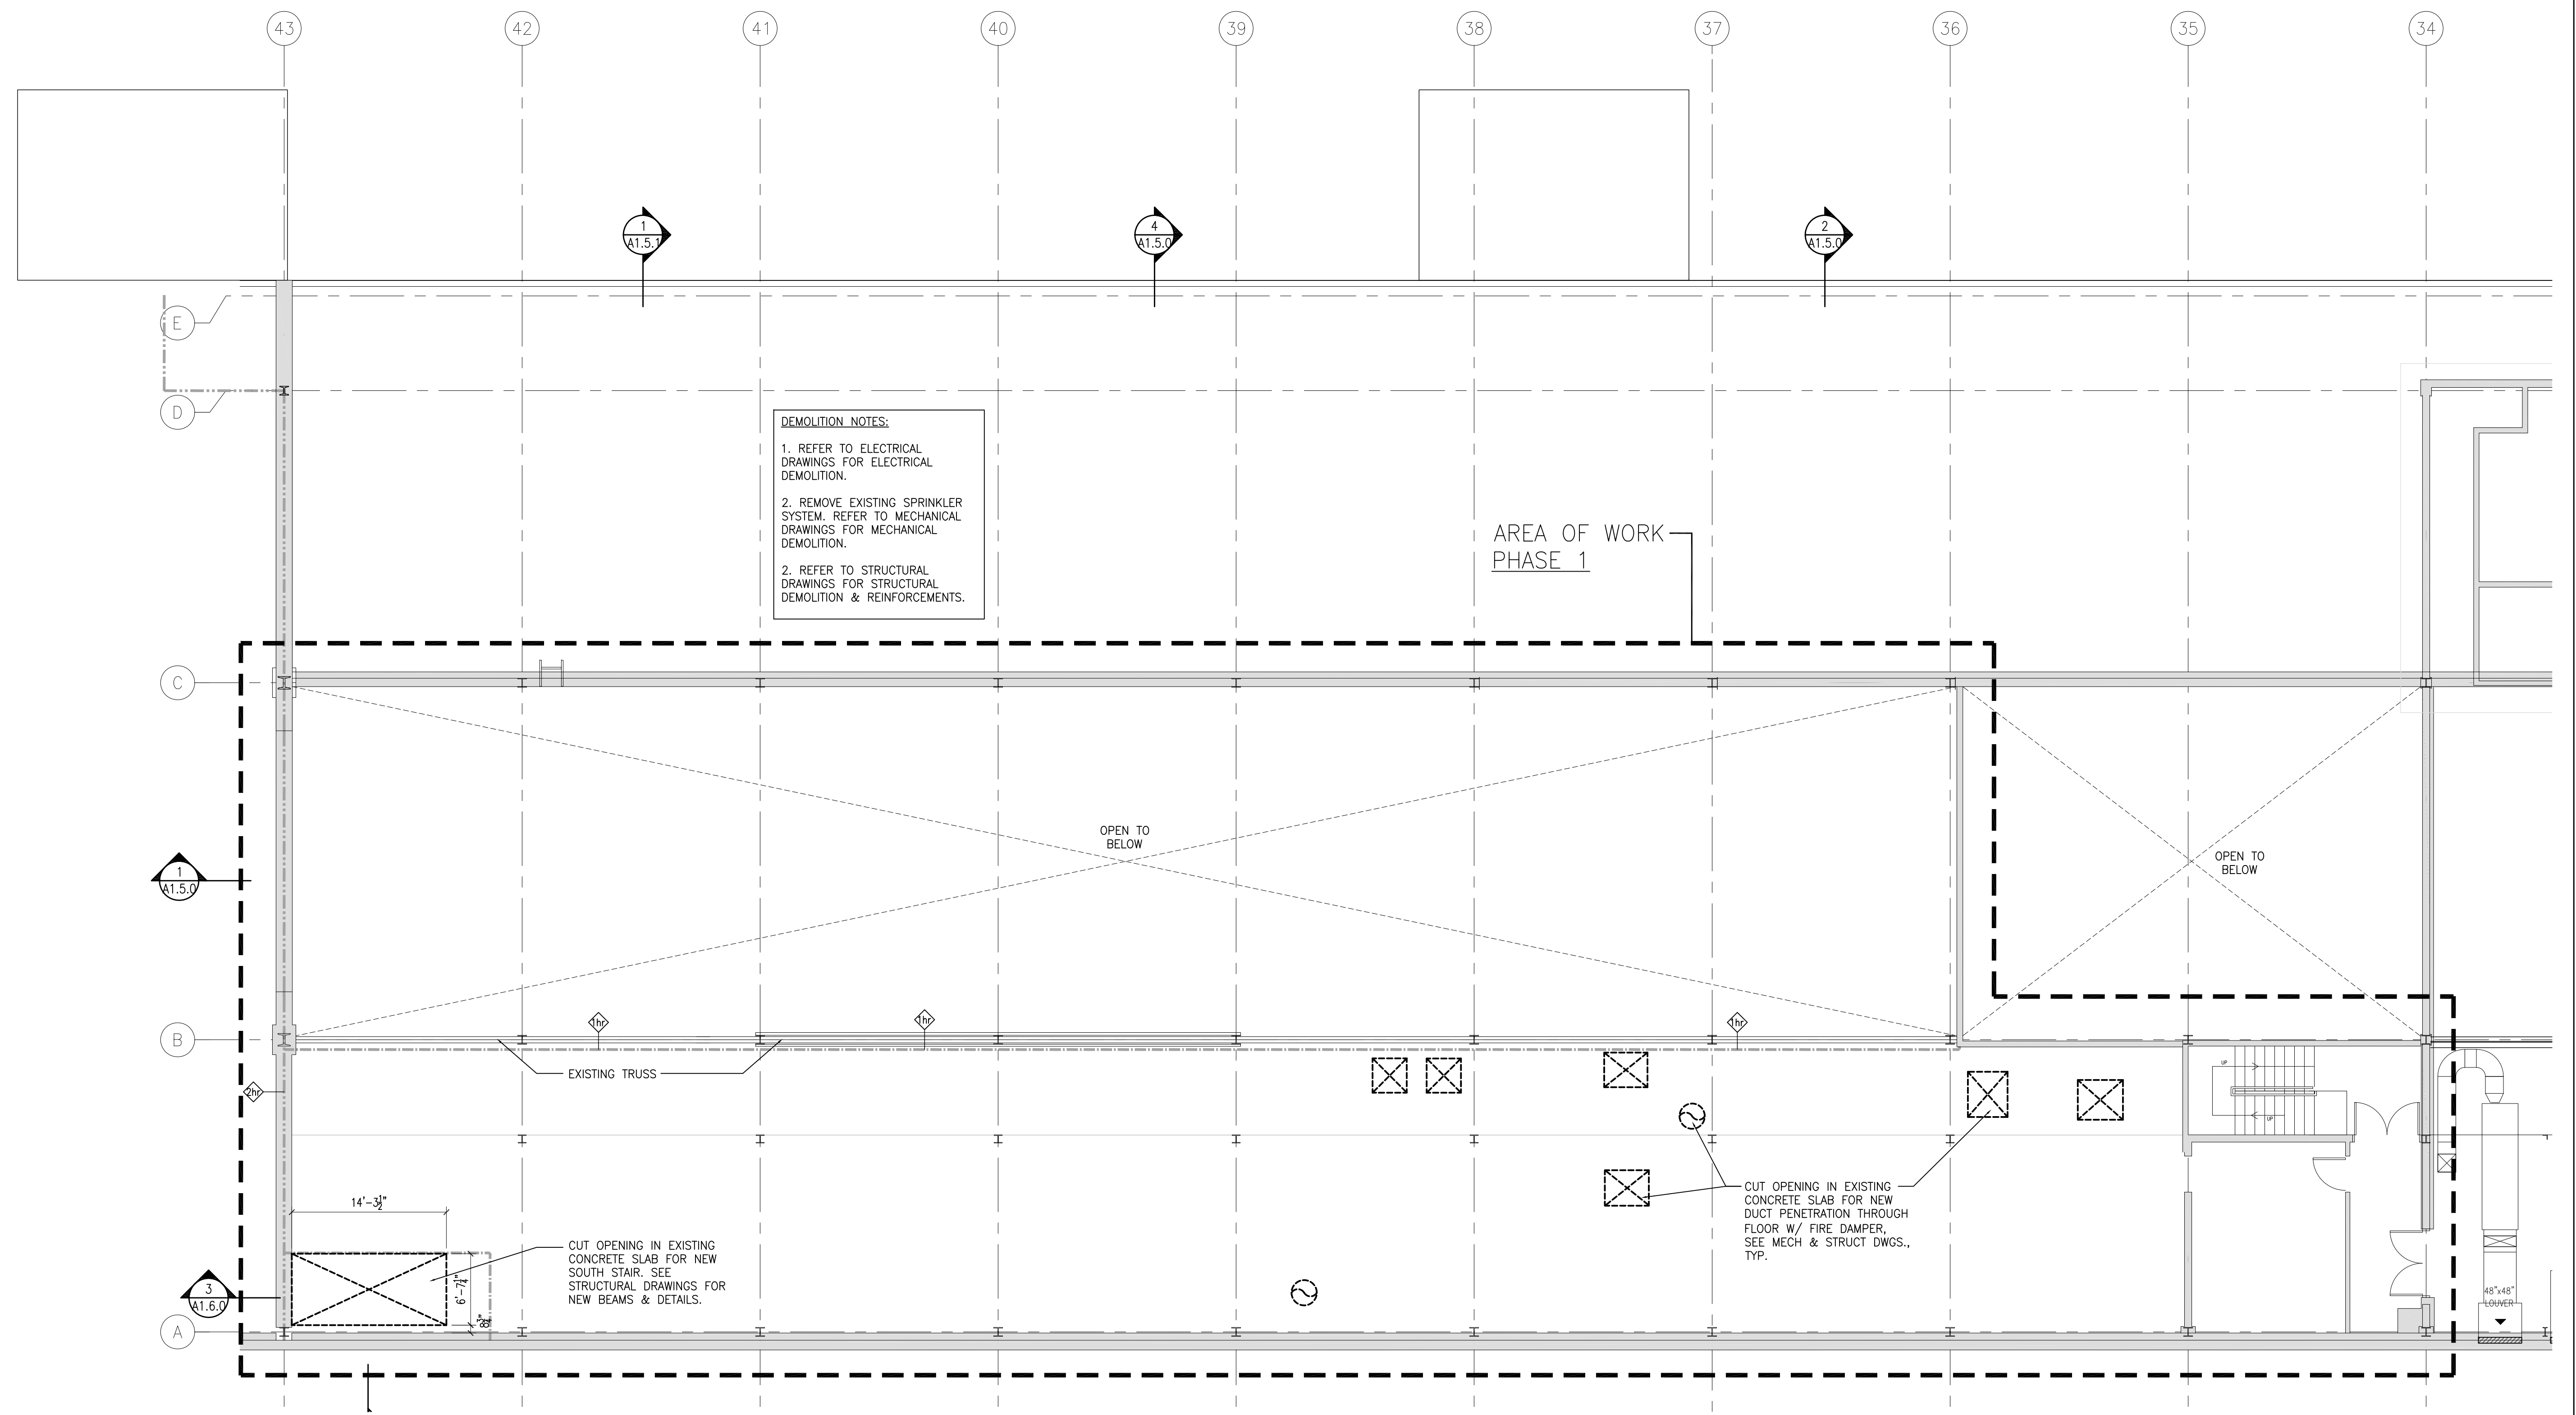 43
42
41
40
39
38
37
36
35
34
1
A1.5.1
4
A1.5.0
2
A1.5.0
E
D
DEMOLITION NOTES:
1. REFER TO ELECTRICAL
DRAWINGS FOR ELECTRICAL
DEMOLITION.
2. REMOVE EXISTING SPRINKLER
SYSTEM. REFER TO MECHANICAL
DRAWINGS FOR MECHANICAL
DEMOLITION.
2. REFER TO STRUCTURAL
DRAWINGS FOR STRUCTURAL
DEMOLITION & REINFORCEMENTS.
AREA OF WORK
PHASE 1
C
OPEN TO
BELOW
OPEN TO
BELOW
1
A1.5.0
1hr
1hr
1hr
B
EXISTING TRUSS
2hr
UP
UP
14'-3½"
CUT OPENING IN EXISTING
CONCRETE SLAB FOR NEW
SOUTH STAIR. SEE
STRUCTURAL DRAWINGS FOR
NEW BEAMS & DETAILS.
6'-7¼"
8¾"
CUT OPENING IN EXISTING
CONCRETE SLAB FOR NEW
DUCT PENETRATION THROUGH
FLOOR W/ FIRE DAMPER,
SEE MECH & STRUCT DWGS.,
TYP.
3
A1.6.0
48"x48"
LOUVER
A